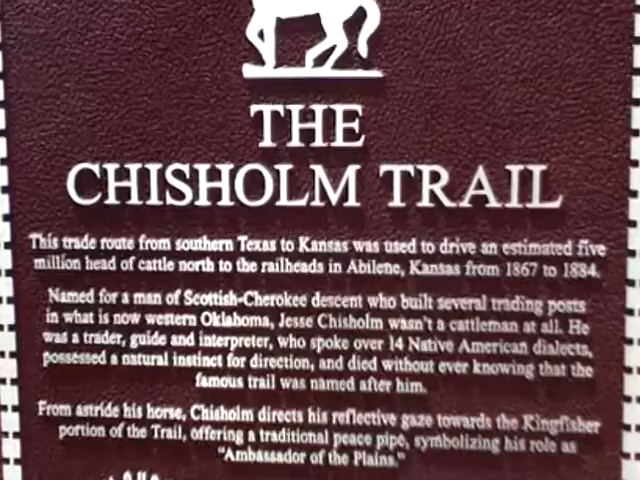 THE
CHISHOLM TRAIL
This trade route from southern Texas to Kansas was used to drive an estimated five
million head of cattle north to the railheads in Abilene, Kansas from 1867 to 1884.
Named for a man of Scottish-Cherokee descent who built several trading posts
in what is now western Oklahoma, Jesse Chisholm wasn't a cattleman at all. He
was a trader, guide and interpreter, who spoke over 14 Native American dialects,
possessed a natural instinct for direction, and died without ever knowing that the
famous trail was named after him.
From astride his horse, Chisholm directs his reflective gaze towards the Kingfisher
portion of the Trail, offering a traditional peace pipe, symbolizing his role as
"Ambassador of the Plains."